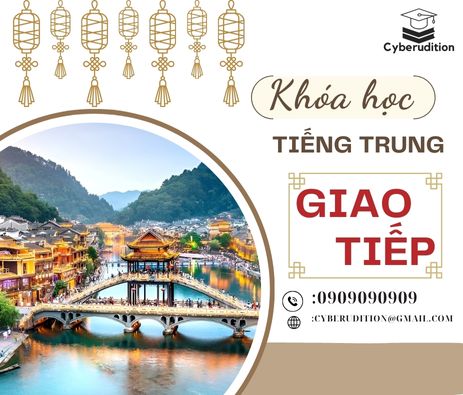 Cyberudition
Khóa học
TIẾNG TRUNG
GIAO
TIẾP
:0909090909
:CYBERUDITION@GMAIL.COM